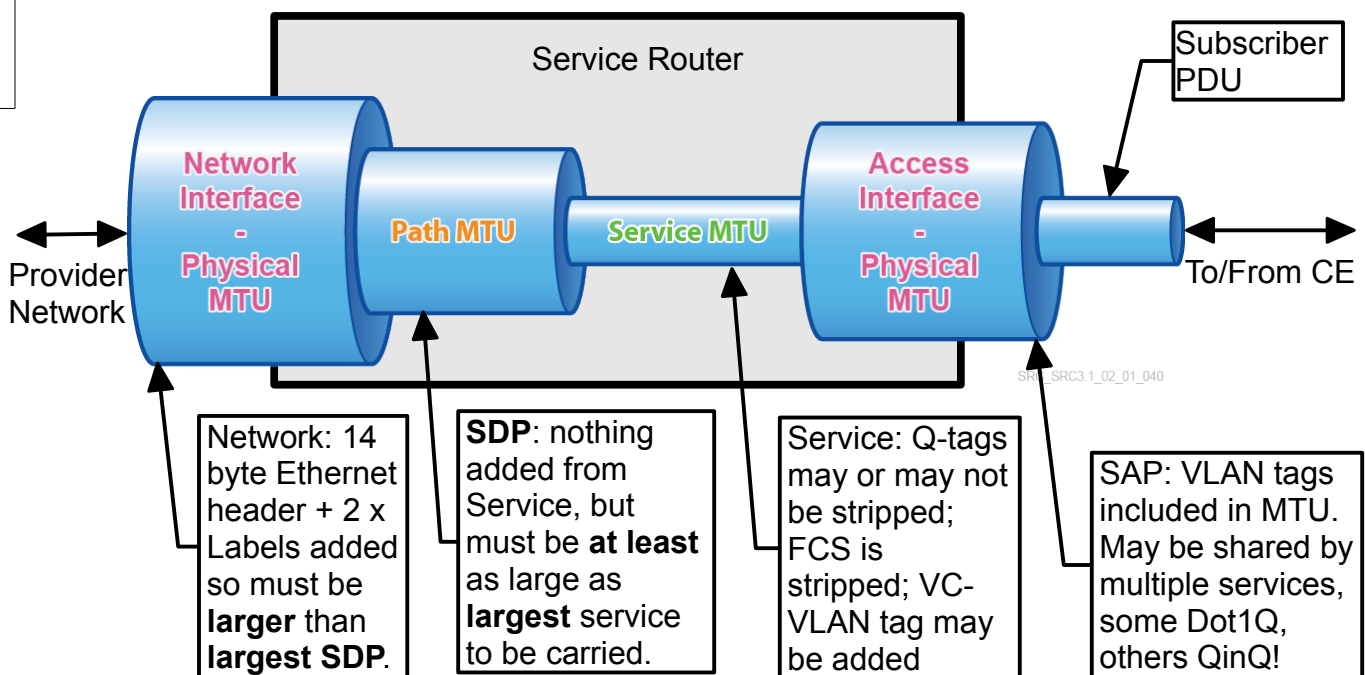 Service Router
Subscriber
PDU
Network
Interface
-
Physical
MTU
Path MTU
Service MTU
Access
Interface
-
Physical
MTU
Provider
Network
To/From CE
SRC_SRC3.1_02_01_040
Network: 14
byte Ethernet
header + 2 x
Labels added
so must be
larger than
largest SDP.
SDP: nothing
added from
Service, but
must be at least
as large as
largest service
to be carried.
Service: Q-tags
may or may not
be stripped;
FCS is
stripped; VC-
VLAN tag may
be added
SAP: VLAN tags
included in MTU.
May be shared by
multiple services,
some Dot1Q,
others QinQ!